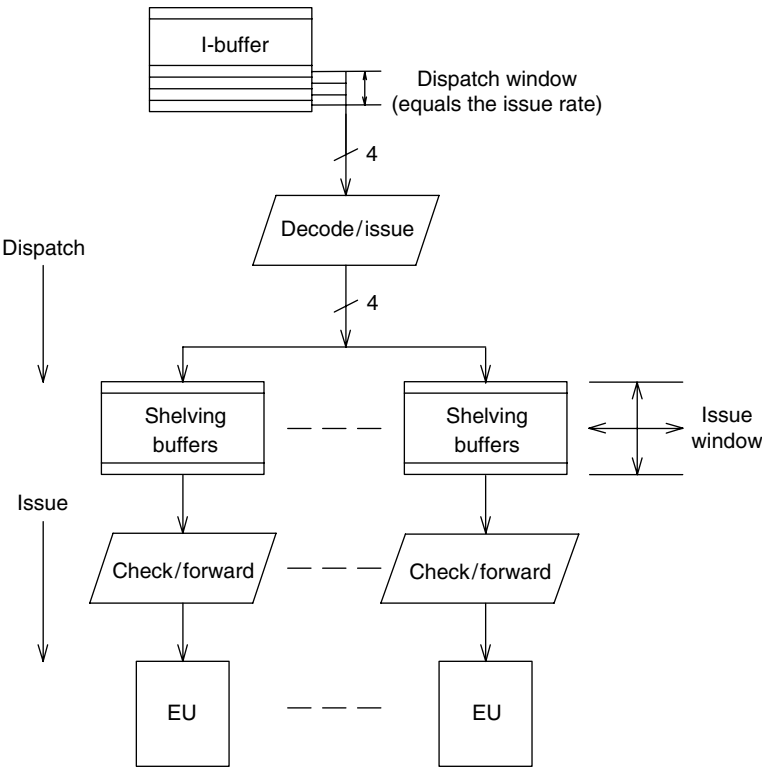 I-buffer
Dispatch window
(equals the issue rate)
4
Decode/issue
Dispatch
4
Shelving
buffers
Shelving
buffers
Issue
window
Issue
Check/forward
Check/forward
EU
EU